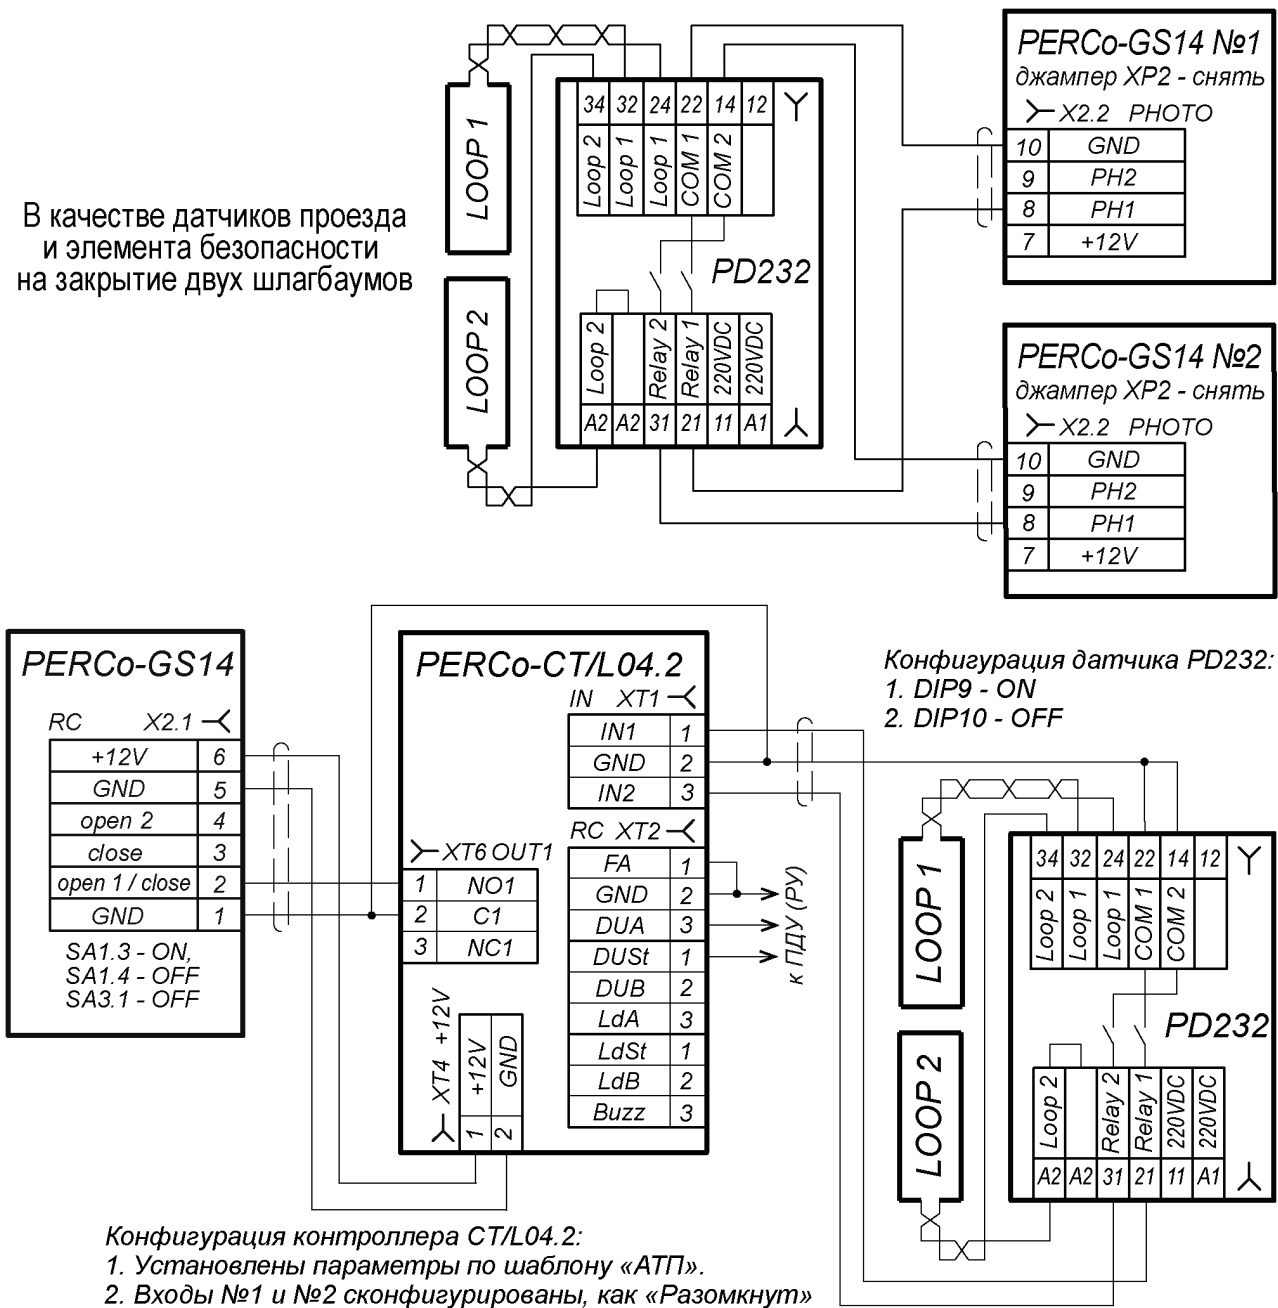 В качестве датчиков проезда
и элемента безопасности
на закрытие двух шлагбаумов
LOOP 1
LOOP 2
34 32 24 22 14 12
Loop 2
Loop 1
Loop 1
COM 1
COM 2
PD232
Loop 2
Relay 2
Relay 1
220VDC
220VDC
A2 A2 31 21 11 A1
PERCo-GS14 №1
джампер XP2 - снять
X2.2 PHOTO
10 GND
9 PH2
8 PH1
7 +12V
PERCo-GS14 №2
джампер XP2 - снять
X2.2 PHOTO
10 GND
9 PH2
8 PH1
7 +12V
PERCo-GS14
RC X2.1
+12V 6
GND 5
open 2 4
close 3
open 1 / close 2
GND 1
SA1.3 - ON,
SA1.4 - OFF
SA3.1 - OFF
PERCo-CT/L04.2
IN XT1
IN1 1
GND 2
IN2 3
RC XT2
FA 1
GND 2
DUA 3
DUSt 1
DUB 2
LdA 3
LdSt 1
LdB 2
Buzz 3
XT6 OUT1
1 NO1
2 C1
3 NC1
XT4 +12V
1 +12V
2 GND
к ПДУ (РУ)
Конфигурация датчика PD232:
1. DIP9 - ON
2. DIP10 - OFF
LOOP 1
LOOP 2
34 32 24 22 14 12
Loop 2
Loop 1
Loop 1
COM 1
COM 2
PD232
Loop 2
Relay 2
Relay 1
220VDC
220VDC
A2 A2 31 21 11 A1
Конфигурация контроллера CT/L04.2:
1. Установлены параметры по шаблону «АТП».
2. Входы №1 и №2 сконфигурированы, как «Разомкнут»